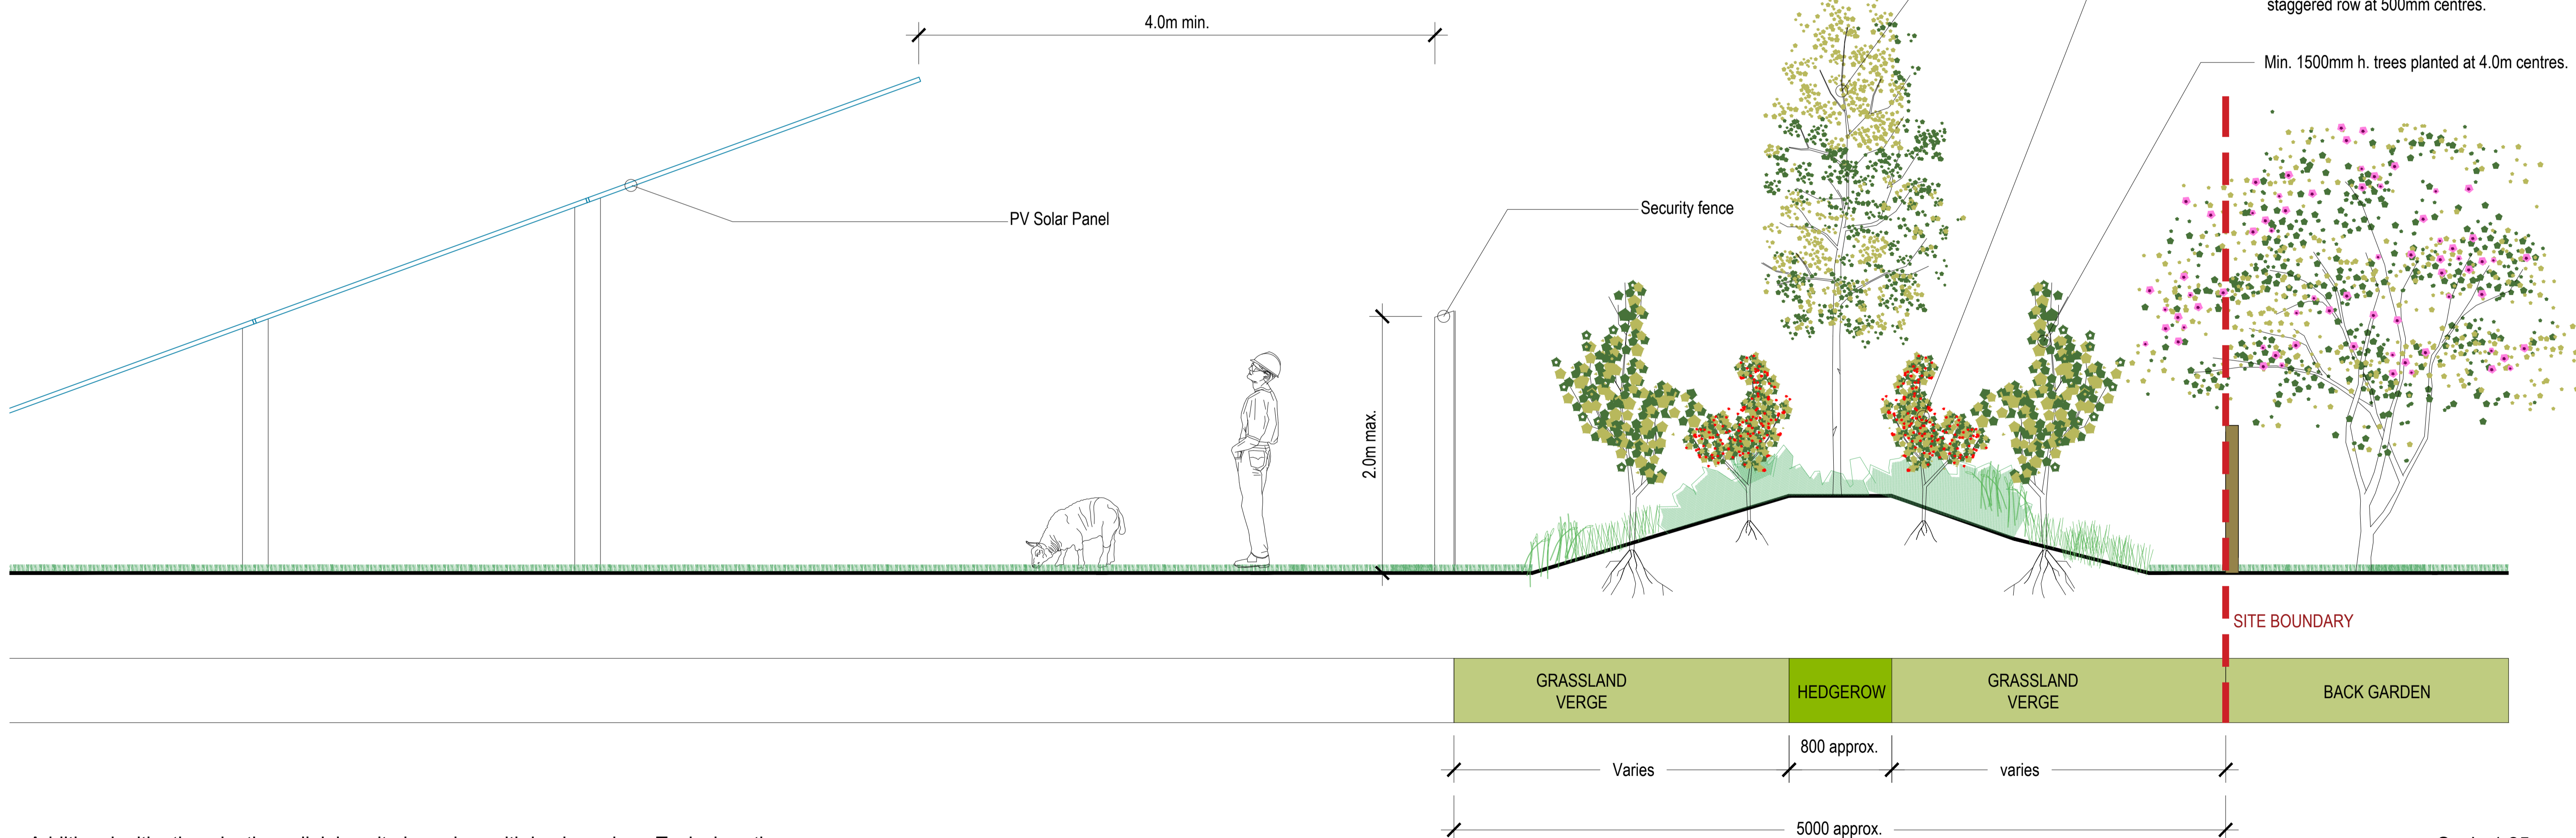 staggered row at 500mm centres.
4.0m min.
Min. 1500mm h. trees planted at 4.0m centres.
Security fence
PV Solar Panel
2.0m max.
SITE BOUNDARY
GRASSLAND
VERGE
HEDGEROW
GRASSLAND
VERGE
BACK GARDEN
800 approx.
Varies
varies
5000 approx.